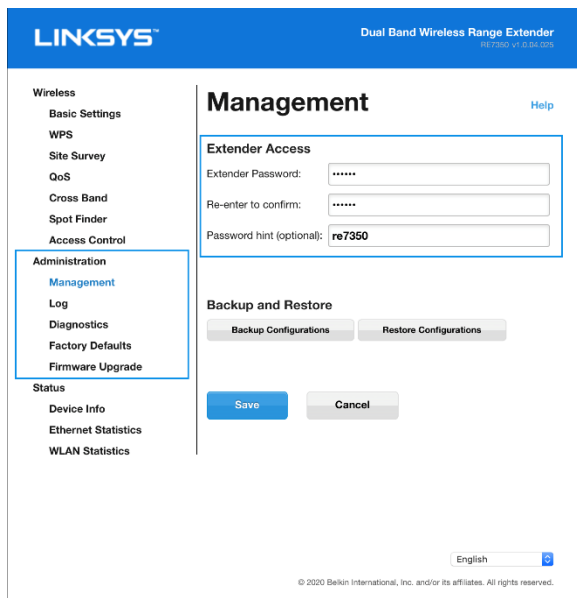 LINKSYS™
Dual Band Wireless Range Extender
RE7350 v1.0.04.025
Wireless
Basic Settings
WPS
Site Survey
QoS
Cross Band
Spot Finder
Access Control
Administration
Management
Log
Diagnostics
Factory Defaults
Firmware Upgrade
Status
Device Info
Ethernet Statistics
WLAN Statistics
Management
Help
Extender Access
Extender Password: ••••••
Re-enter to confirm: ••••••
Password hint (optional): re7350
Backup and Restore
Backup Configurations Restore Configurations
Save Cancel
English
© 2020 Belkin International, Inc. and/or its affiliates. All rights reserved.